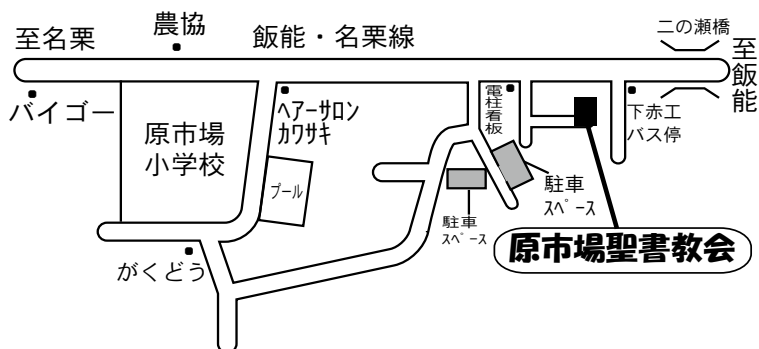 至名栗
農協
飯能・名栗線
二の瀬橋
至飯能
バイゴー
原市場
小学校
ヘアーサロン
カワサキ
電柱看板
下赤工
バス停
プール
駐車
スペース
駐車
スペース
がくどう
原市場聖書教会